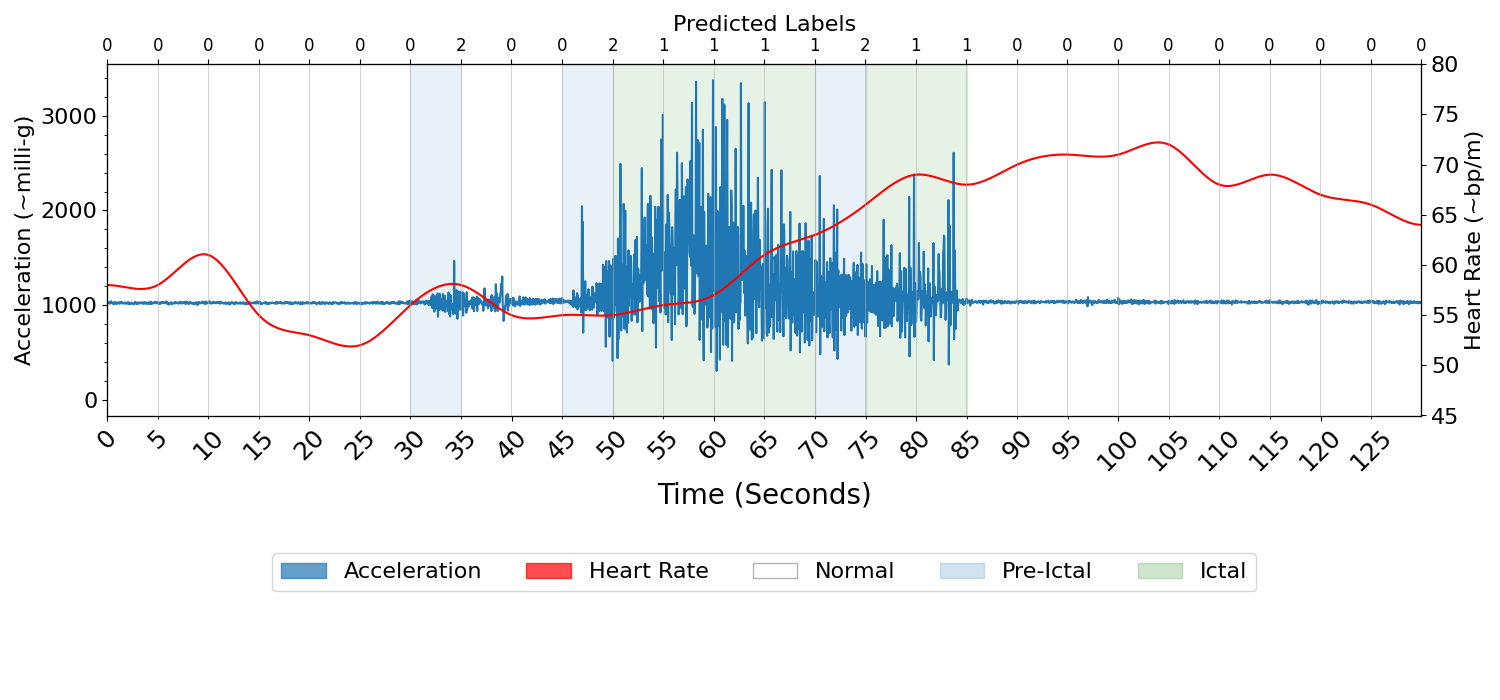 Predicted Labels
0 0 0 0 0 0 0 2 0 0 2 1 1 1 1 2 1 1 0 0 0 0 0 0 0 0 0
Acceleration (~milli-g)
3000
2000
1000
0
80
75
70
65
60
55
50
45
Heart Rate (~bp/m)
0 5 10 15 20 25 30 35 40 45 50 55 60 65 70 75 80 85 90 95 100 105 110 115 120 125
Time (Seconds)
Acceleration Heart Rate Normal Pre-Ictal Ictal